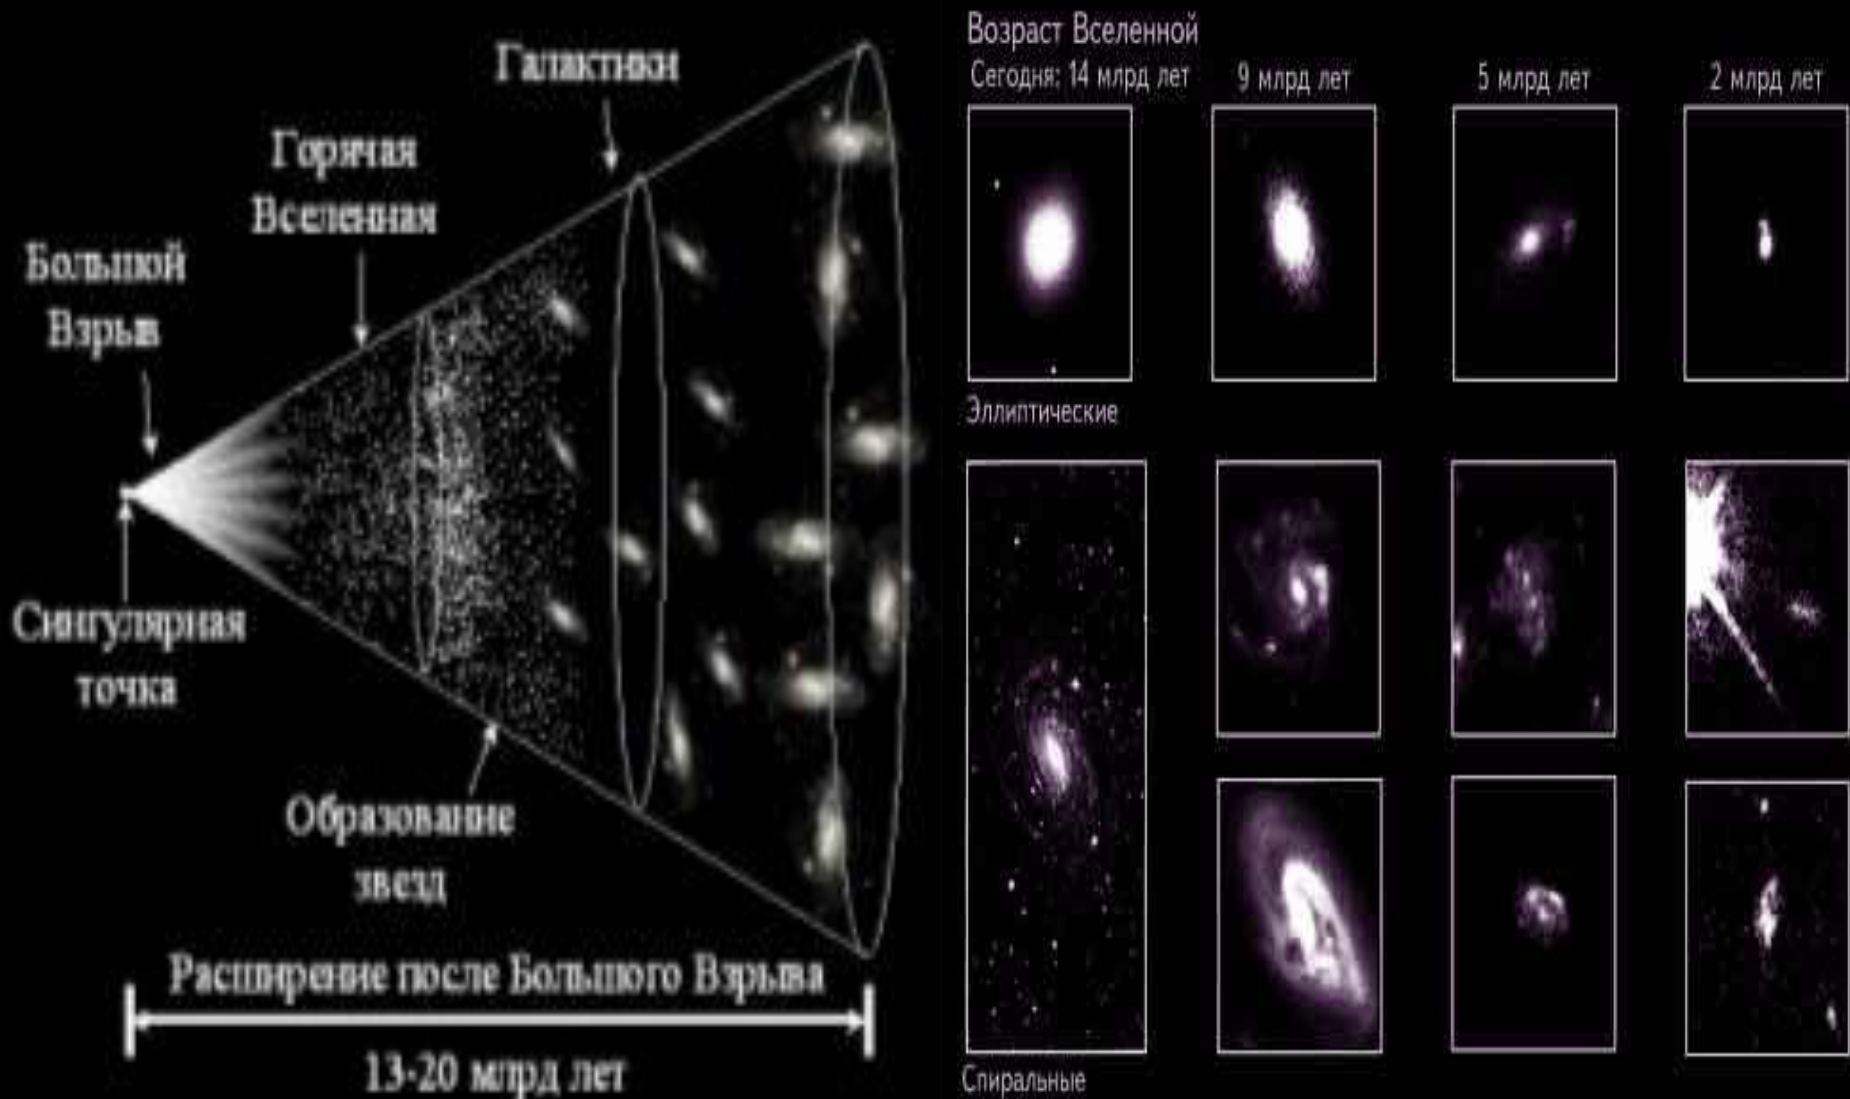 Галактики
Горячая
Вселенная
Большой
Взрыв
Сингулярная
точка
Образование
звезд
Расширение после Большого Взрыва
13-20 млрд лет
Возраст Вселенной
Сегодня: 14 млрд лет
9 млрд лет
5 млрд лет
2 млрд лет
Эллиптические
Спиральные